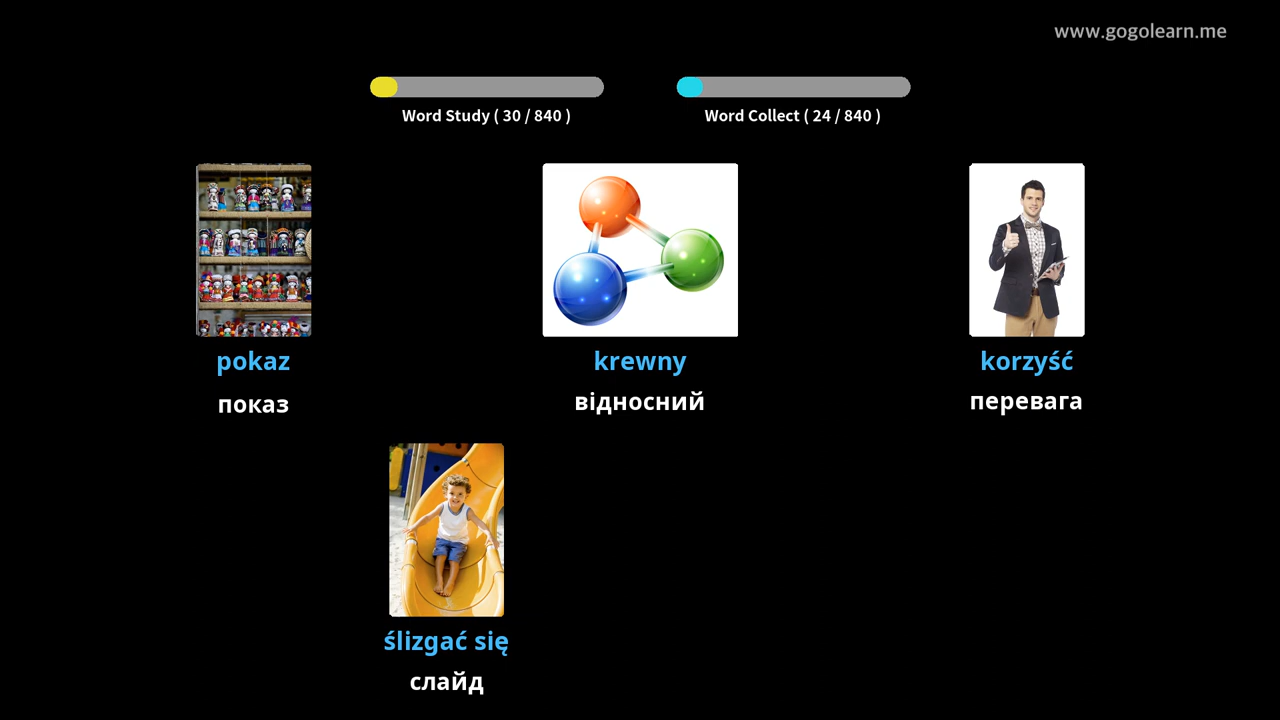 www.gogolearn.me
Word Study ( 30 / 840 )
Word Collect ( 24 / 840 )
pokaz
krewny
korzyść
показ
відносний
перевага
ślizgać się
слайд